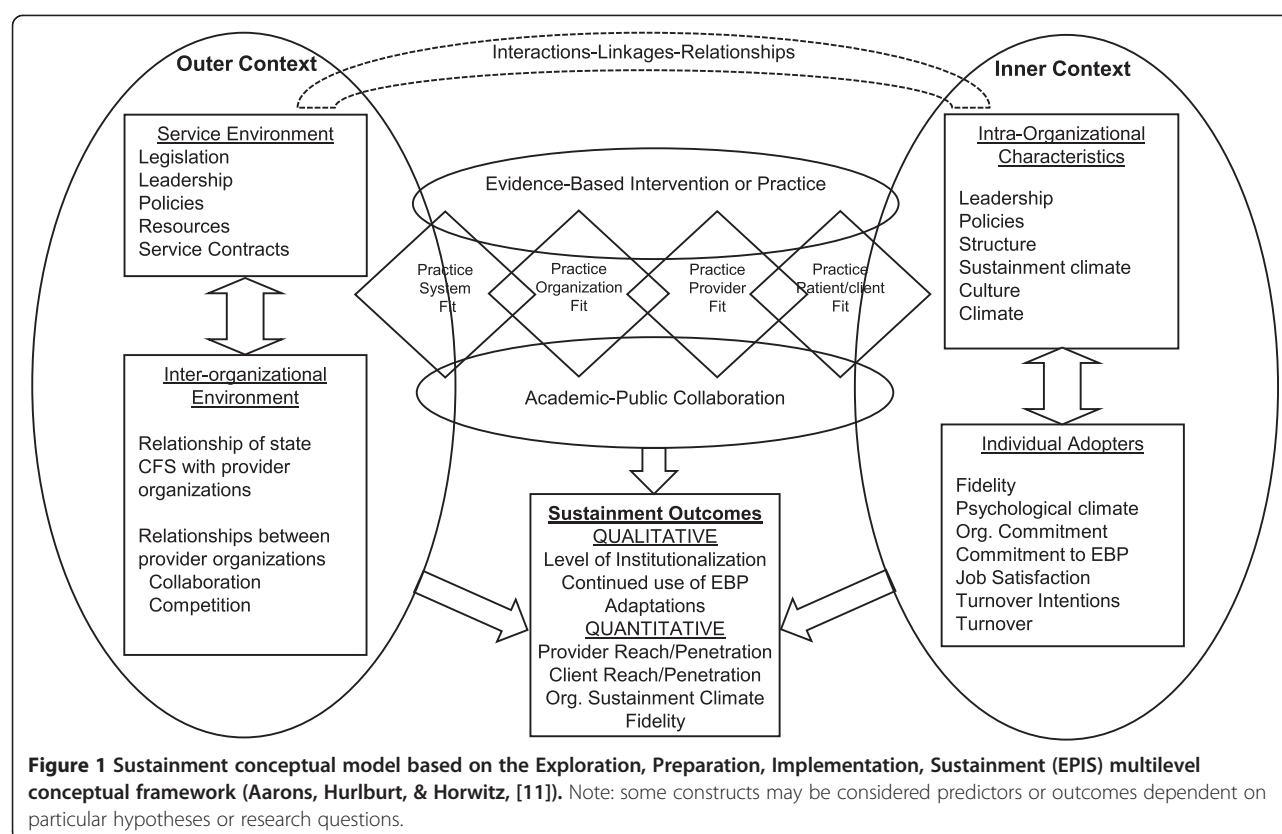 Interactions-Linkages-Relationships
Outer Context
Service Environment
Legislation
Leadership
Policies
Resources
Service Contracts
Inter-organizational
Environment
Relationship of state
CFS with provider
organizations
Relationships between
provider organizations
Collaboration
Competition
Evidence-Based Intervention or Practice
Practice
System
Fit
Practice
Organization
Fit
Practice
Provider
Fit
Practice
Patient/client
Fit
Academic-Public Collaboration
Sustainment Outcomes
QUALITATIVE
Level of Institutionalization
Continued use of EBP
Adaptations
QUANTITATIVE
Provider Reach/Penetration
Client Reach/Penetration
Org. Sustainment Climate
Fidelity
Inner Context
Intra-Organizational
Characteristics
Leadership
Policies
Structure
Sustainment climate
Culture
Climate
Individual Adopters
Fidelity
Psychological climate
Org. Commitment
Commitment to EBP
Job Satisfaction
Turnover Intentions
Turnover
Figure 1 Sustainment conceptual model based on the Exploration, Preparation, Implementation, Sustainment (EPIS) multilevel
conceptual framework (Aarons, Hurlburt, & Horwitz, [11]). Note: some constructs may be considered predictors or outcomes dependent on
particular hypotheses or research questions.